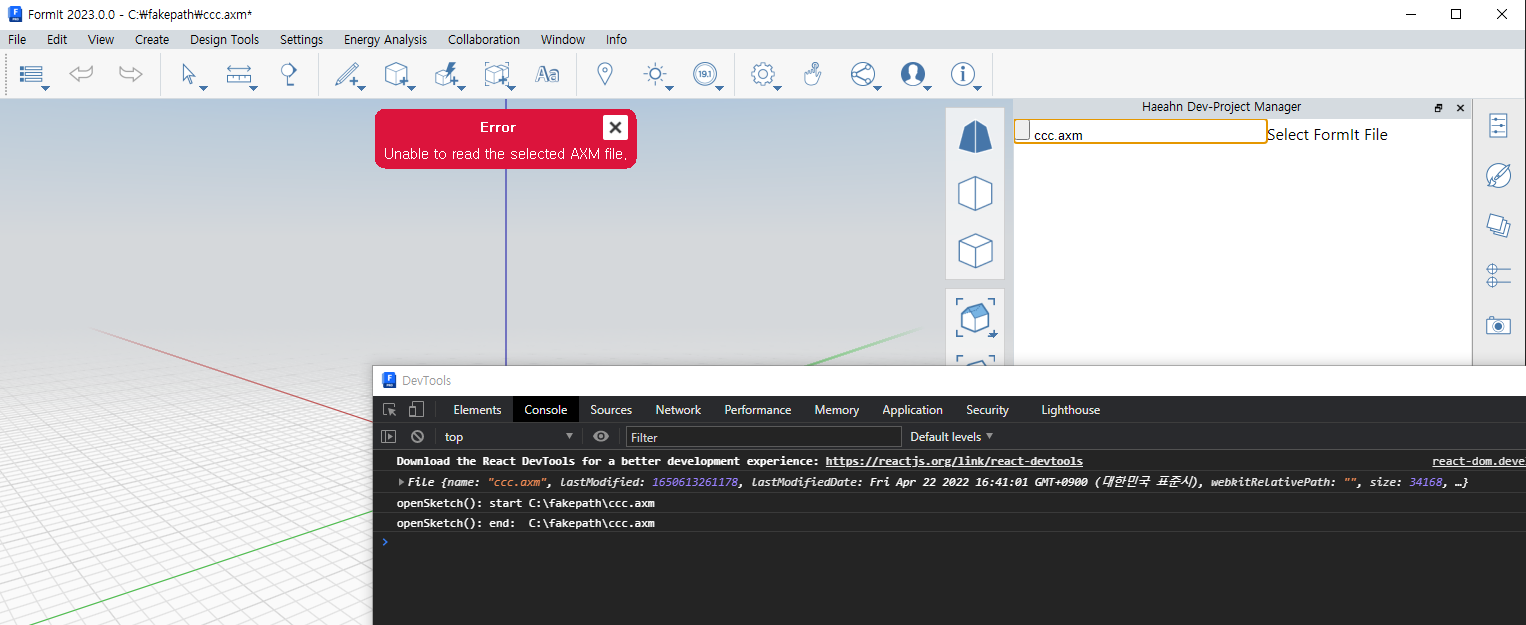 FormIt 2023.0.0 - C:₩fakepath₩ccc.axm*
File Edit View Create Design Tools Settings Energy Analysis Collaboration Window Info
Aa
19.1
Error
Unable to read the selected AXM file.
Haeahn Dev-Project Manager
ccc.axm Select FormIt File
DevTools
Elements Console Sources Network Performance Memory Application Security Lighthouse
top Filter Default levels
Download the React DevTools for a better development experience: https://reactjs.org/link/react-devtools react-dom.deve
File {name: "ccc.axm", lastModified: 1650613261178, lastModifiedDate: Fri Apr 22 2022 16:41:01 GMT+0900 (대한민국 표준시), webkitRelativePath: "", size: 34168, …}
openSketch(): start C:\fakepath\ccc.axm
openSketch(): end:  C:\fakepath\ccc.axm